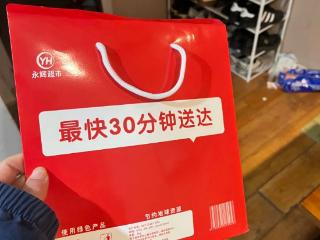 YH
永辉超市
最快30分钟送达
节约地球资源
使用绿色产品